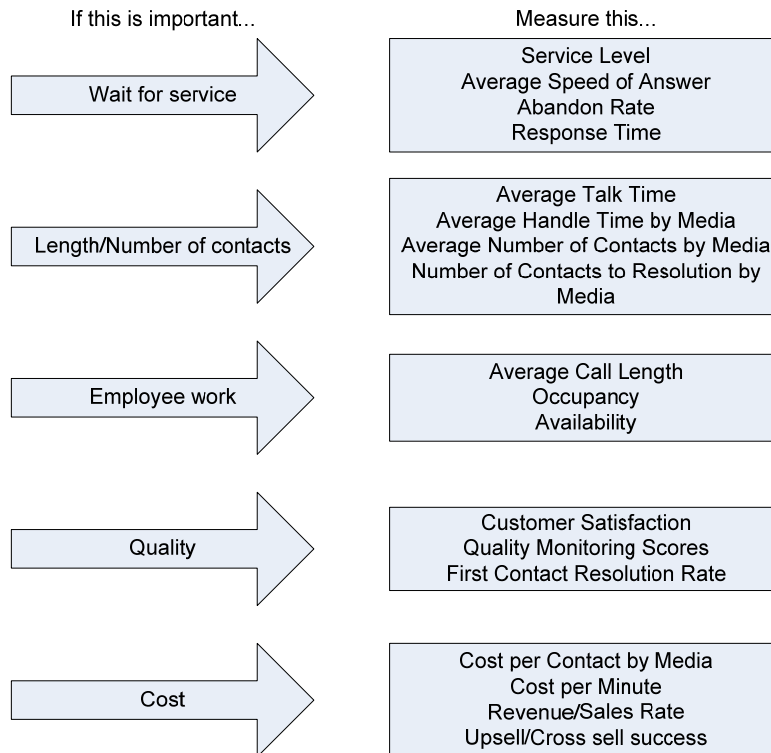 If this is important...
Measure this...
Wait for service
Service Level
Average Speed of Answer
Abandon Rate
Response Time
Length/Number of contacts
Average Talk Time
Average Handle Time by Media
Average Number of Contacts by Media
Number of Contacts to Resolution by
Media
Employee work
Average Call Length
Occupancy
Availability
Quality
Customer Satisfaction
Quality Monitoring Scores
First Contact Resolution Rate
Cost
Cost per Contact by Media
Cost per Minute
Revenue/Sales Rate
Upsell/Cross sell success